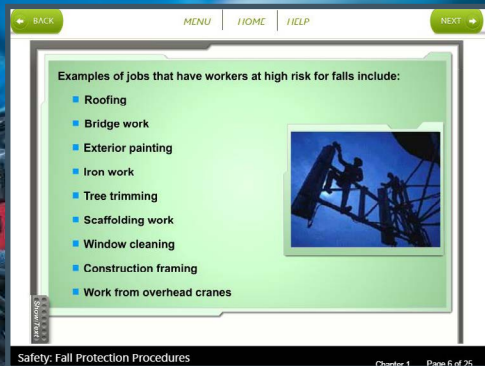 BACK
MENU
HOME
HELP
NEXT
Examples of jobs that have workers at high risk for falls include:
Roofing
Bridge work
Exterior painting
Iron work
Tree trimming
Scaffolding work
Window cleaning
Construction framing
Work from overhead cranes
Show Text
Safety: Fall Protection Procedures
Chapter 1 Page 6 of 25